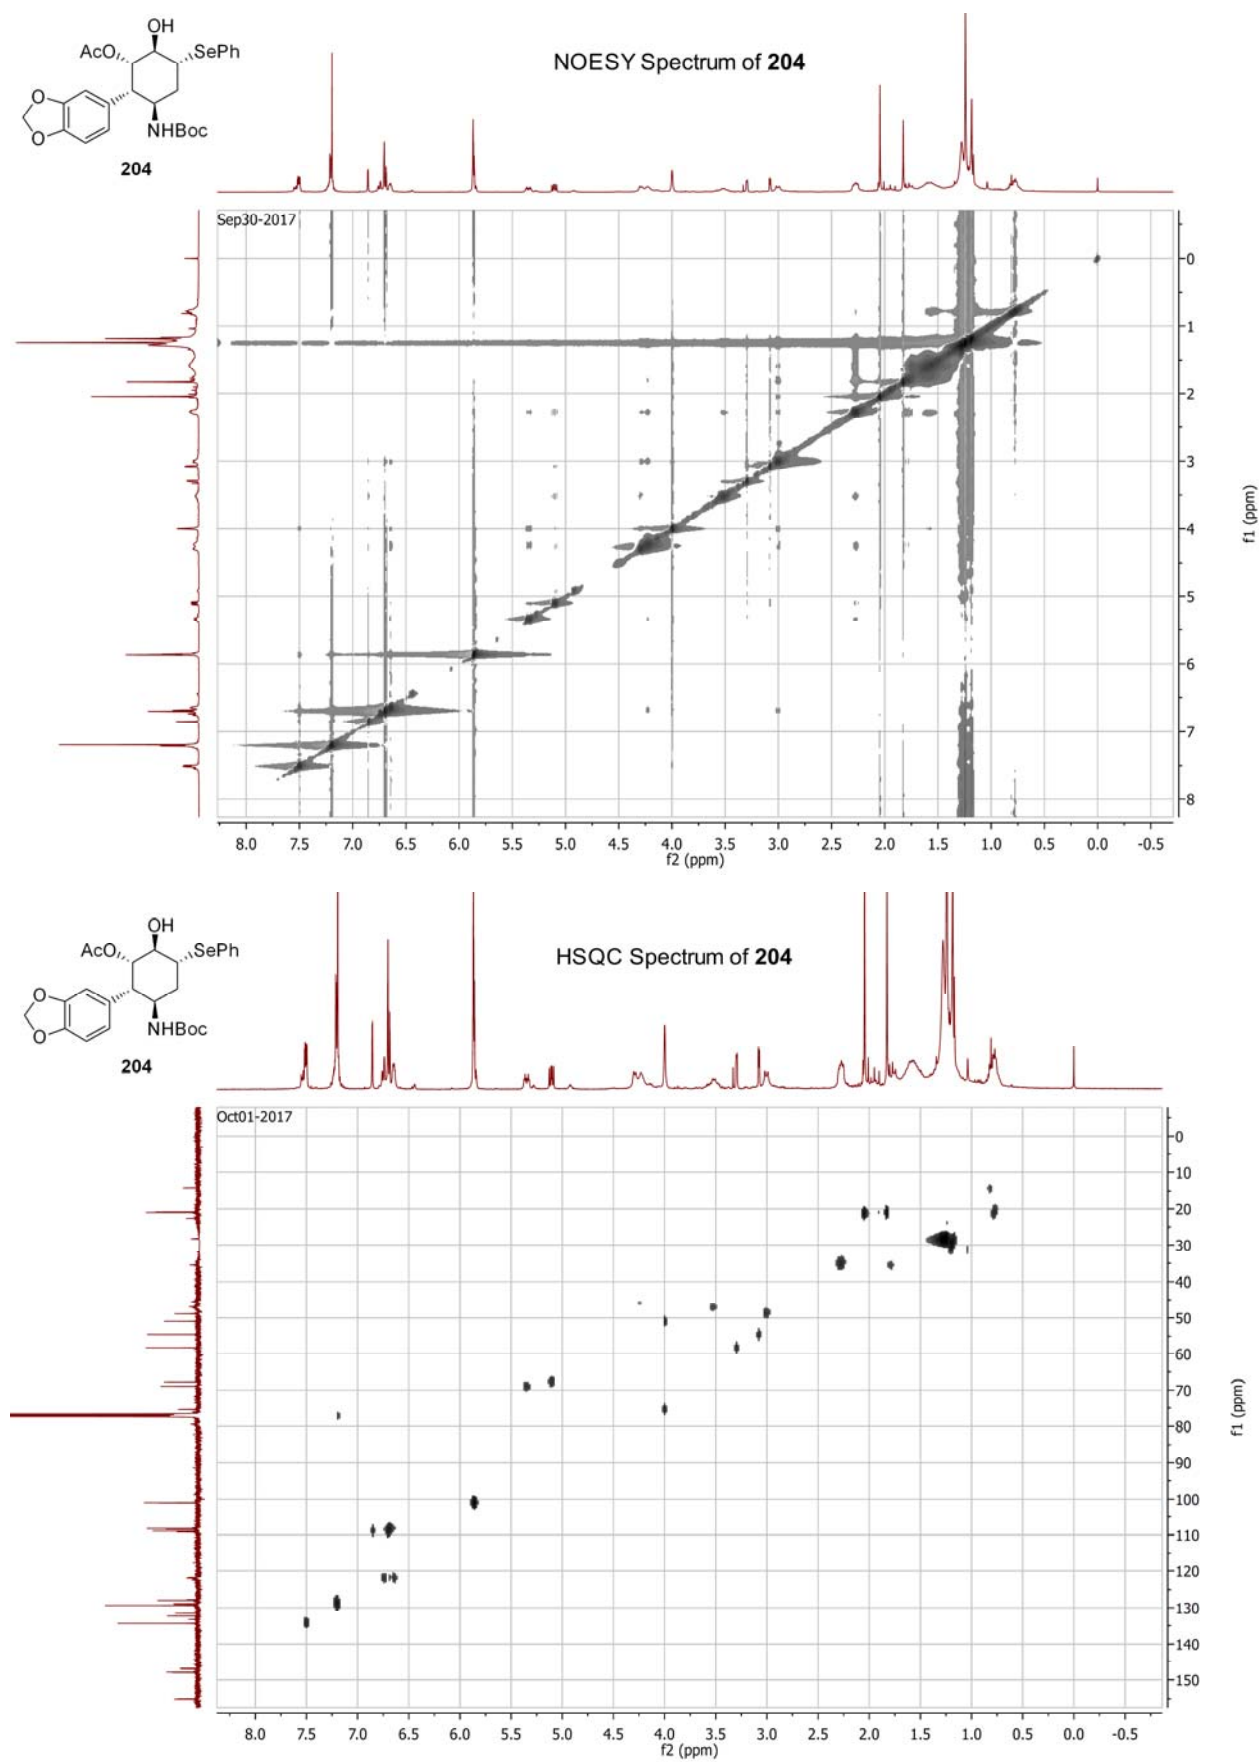 OH
AcO
SePh
O
O
NHBoc
204
NOESY Spectrum of 204
Sep30-2017
0
1
2
3
4
5
6
7
8
f1 (ppm)
8.0 7.5 7.0 6.5 6.0 5.5 5.0 4.5 4.0 3.5 3.0 2.5 2.0 1.5 1.0 0.5 0.0 -0.5
f2 (ppm)
OH
AcO
SePh
O
O
NHBoc
204
HSQC Spectrum of 204
Oct01-2017
0
10
20
30
40
50
60
70
80
90
100
110
120
130
140
150
f1 (ppm)
8.0 7.5 7.0 6.5 6.0 5.5 5.0 4.5 4.0 3.5 3.0 2.5 2.0 1.5 1.0 0.5 0.0 -0.5
f2 (ppm)